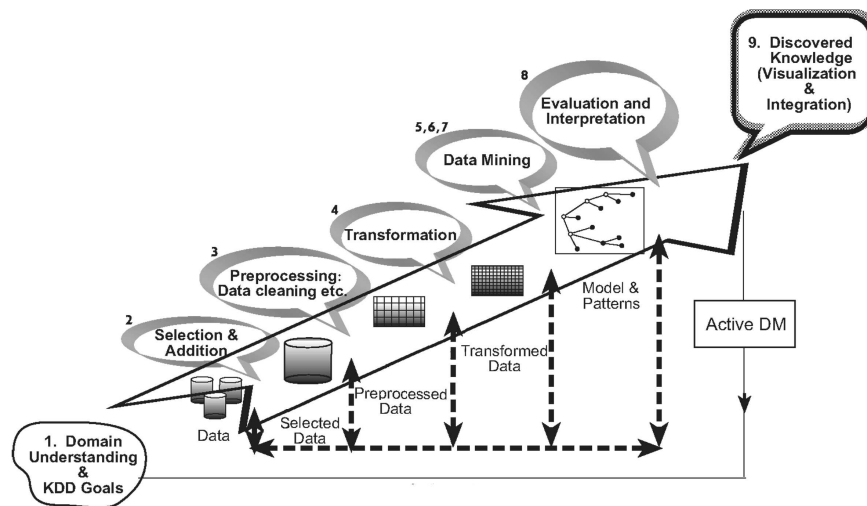 9. Discovered
Knowledge
(Visualization
&
Integration)
8
Evaluation and
Interpretation
5,6,7
Data Mining
4
Transformation
3
Preprocessing:
Data cleaning etc.
2
Selection &
Addition
Model &
Patterns
Active DM
Transformed
Data
Preprocessed
Data
Selected
Data
Data
1. Domain
Understanding
&
KDD Goals